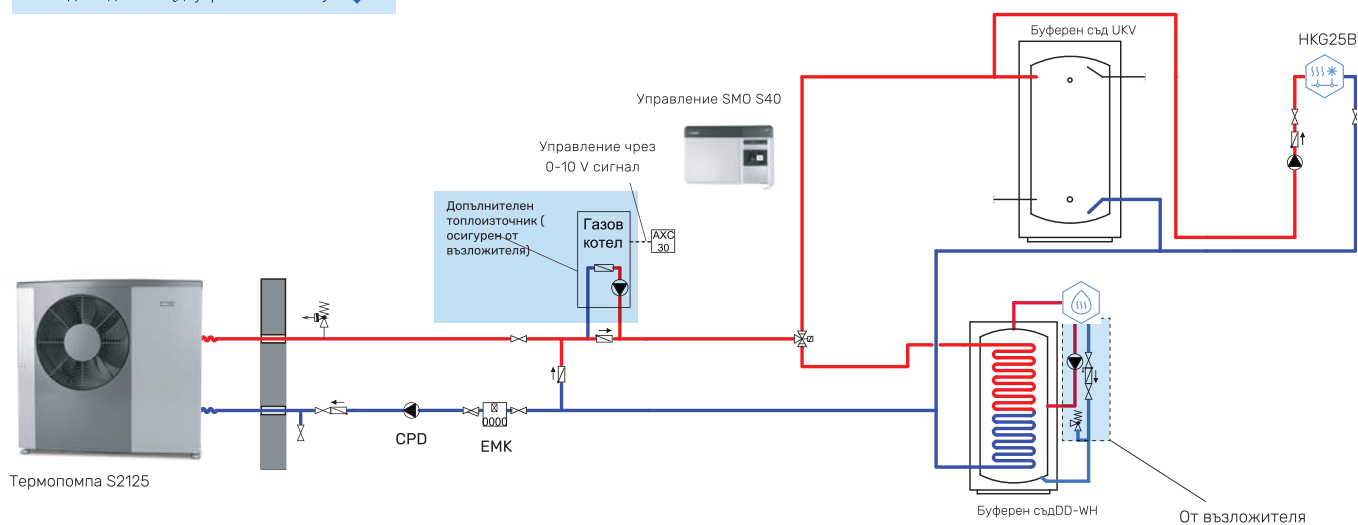 Буферен съд UKV
HKG25B
Управление SMO S40
Управление чрез
0-10 V сигнал
Допълнителен
топлоизточник (
осигурен от
възложителя)
Газов
котел
AXC
30
CPD
EMK
0000
Термопомпа S2125
Буферен съдDD-WH
От възложителя